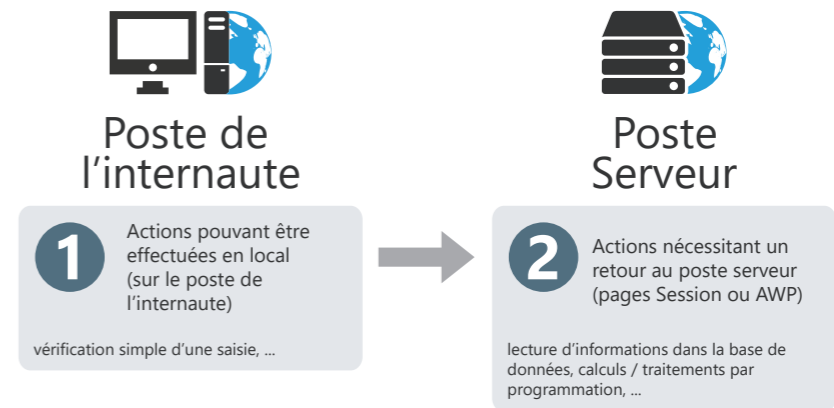 Poste de
l'internaute
1
Actions pouvant être
effectuées en local
(sur le poste de
l'internaute)
vérification simple d'une saisie, ...
Poste
Serveur
2
Actions nécessitant un
retour au poste serveur
(pages Session ou AWP)
lecture d'informations dans la base de
données, calculs / traitements par
programmation, ...